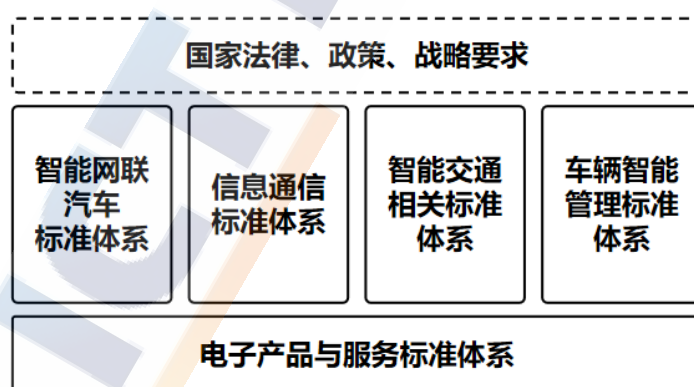 国家法律、政策、战略要求
智能网联
汽车
标准体系
信息通信
标准体系
智能交通
相关标准
体系
车辆智能
管理标准
体系
电子产品与服务标准体系